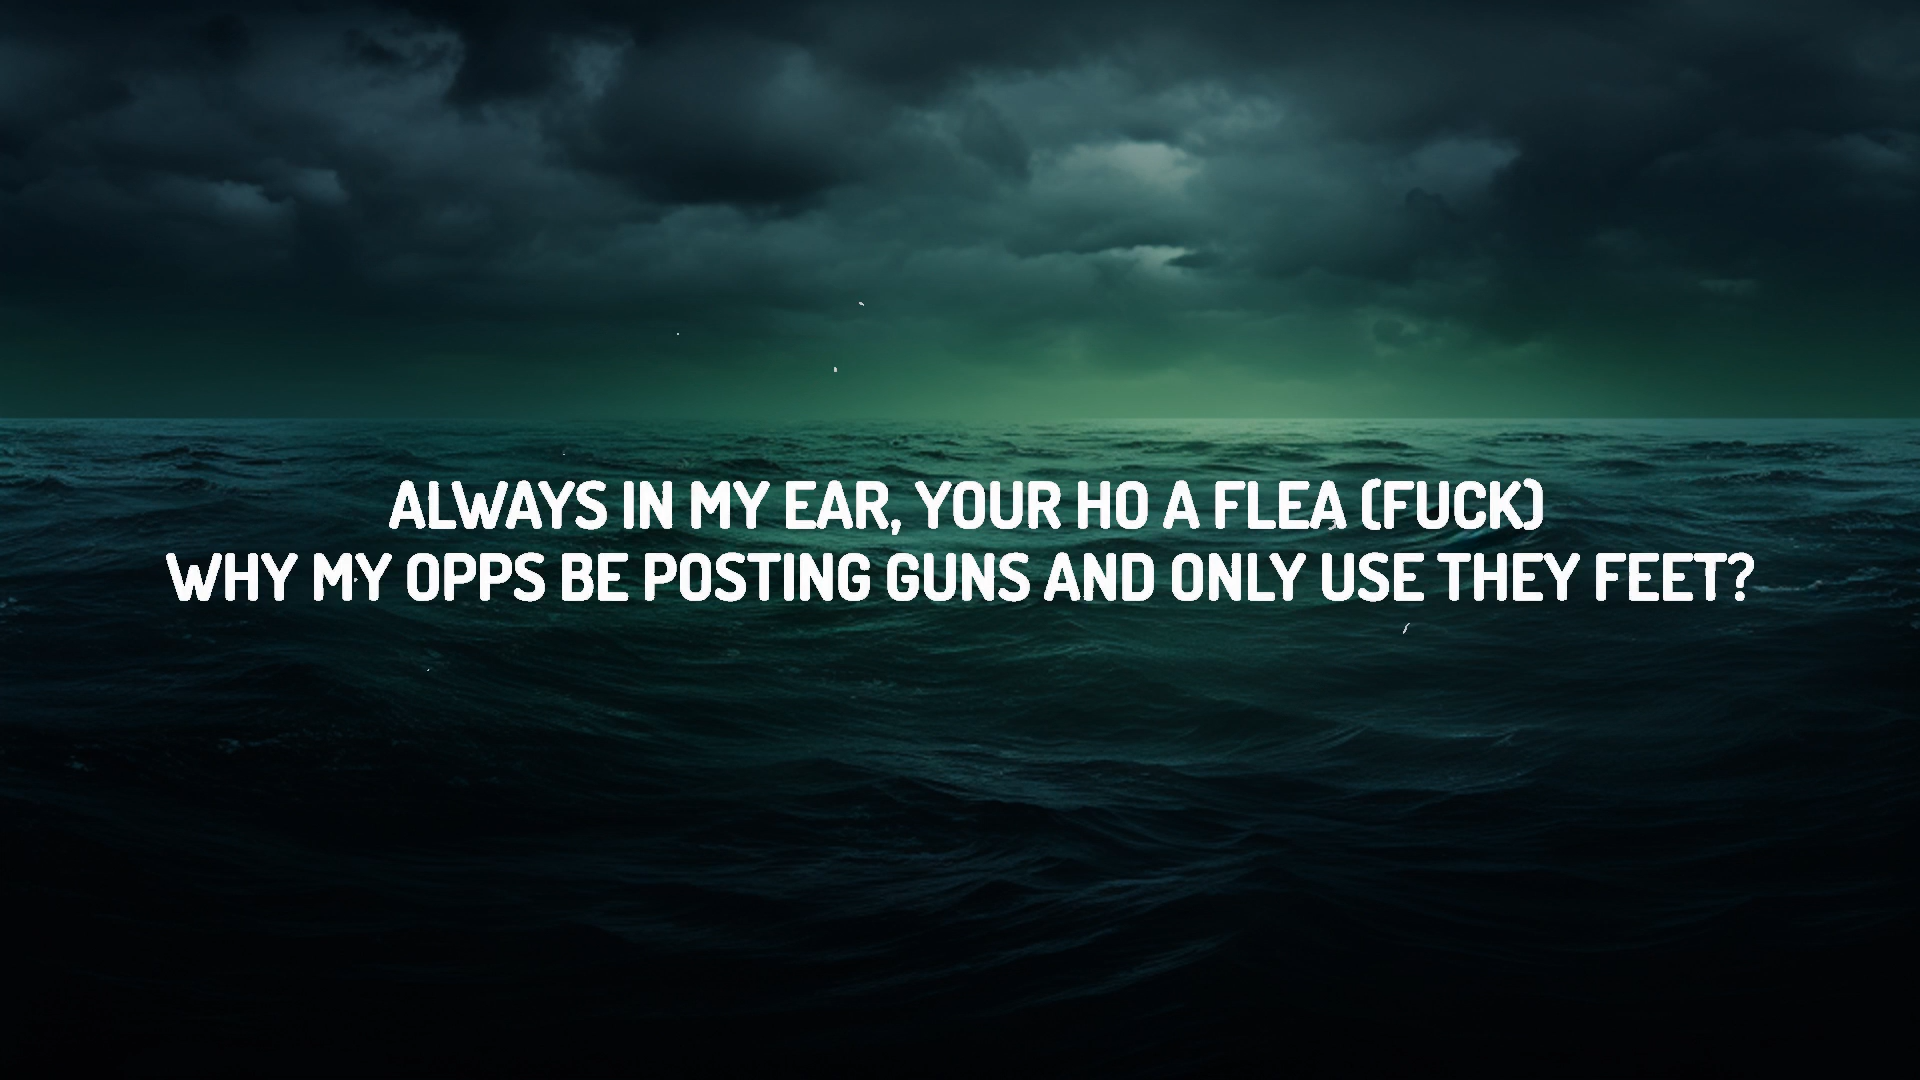 ALWAYS IN MY EAR, YOUR HO A FLEA (FUCK)
WHY MY OPPS BE POSTING GUNS AND ONLY USE THEY FEET?